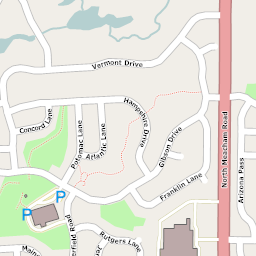 Vermont Drive
Hampshire Drive
Concord Lane
Potomac Lane
Atlantic Lane
Gibson Drive
North Meacham Road
Franklin Lane
Arizona Pass
P
P
Rutgers Lane